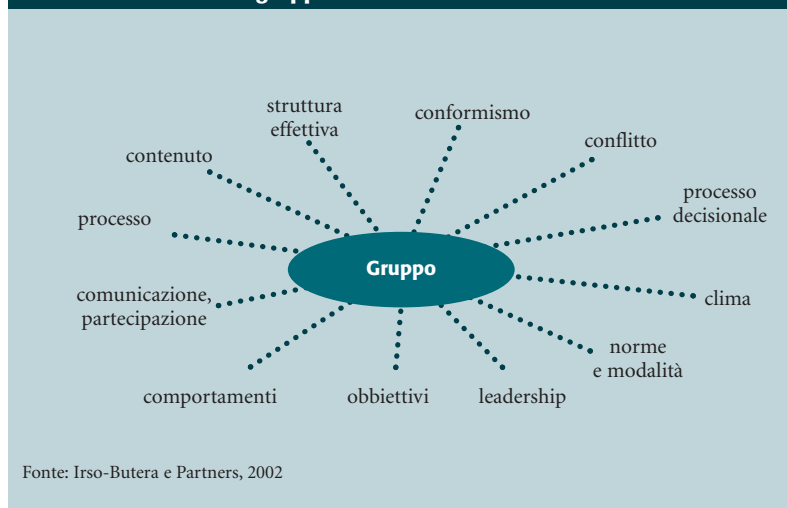 struttura
effettiva
conformismo
conflitto
contenuto
processo
decisionale
processo
Gruppo
comunicazione,
partecipazione
clima
norme
e modalità
comportamenti
obbiettivi
leadership
Fonte: Irso-Butera e Partners, 2002